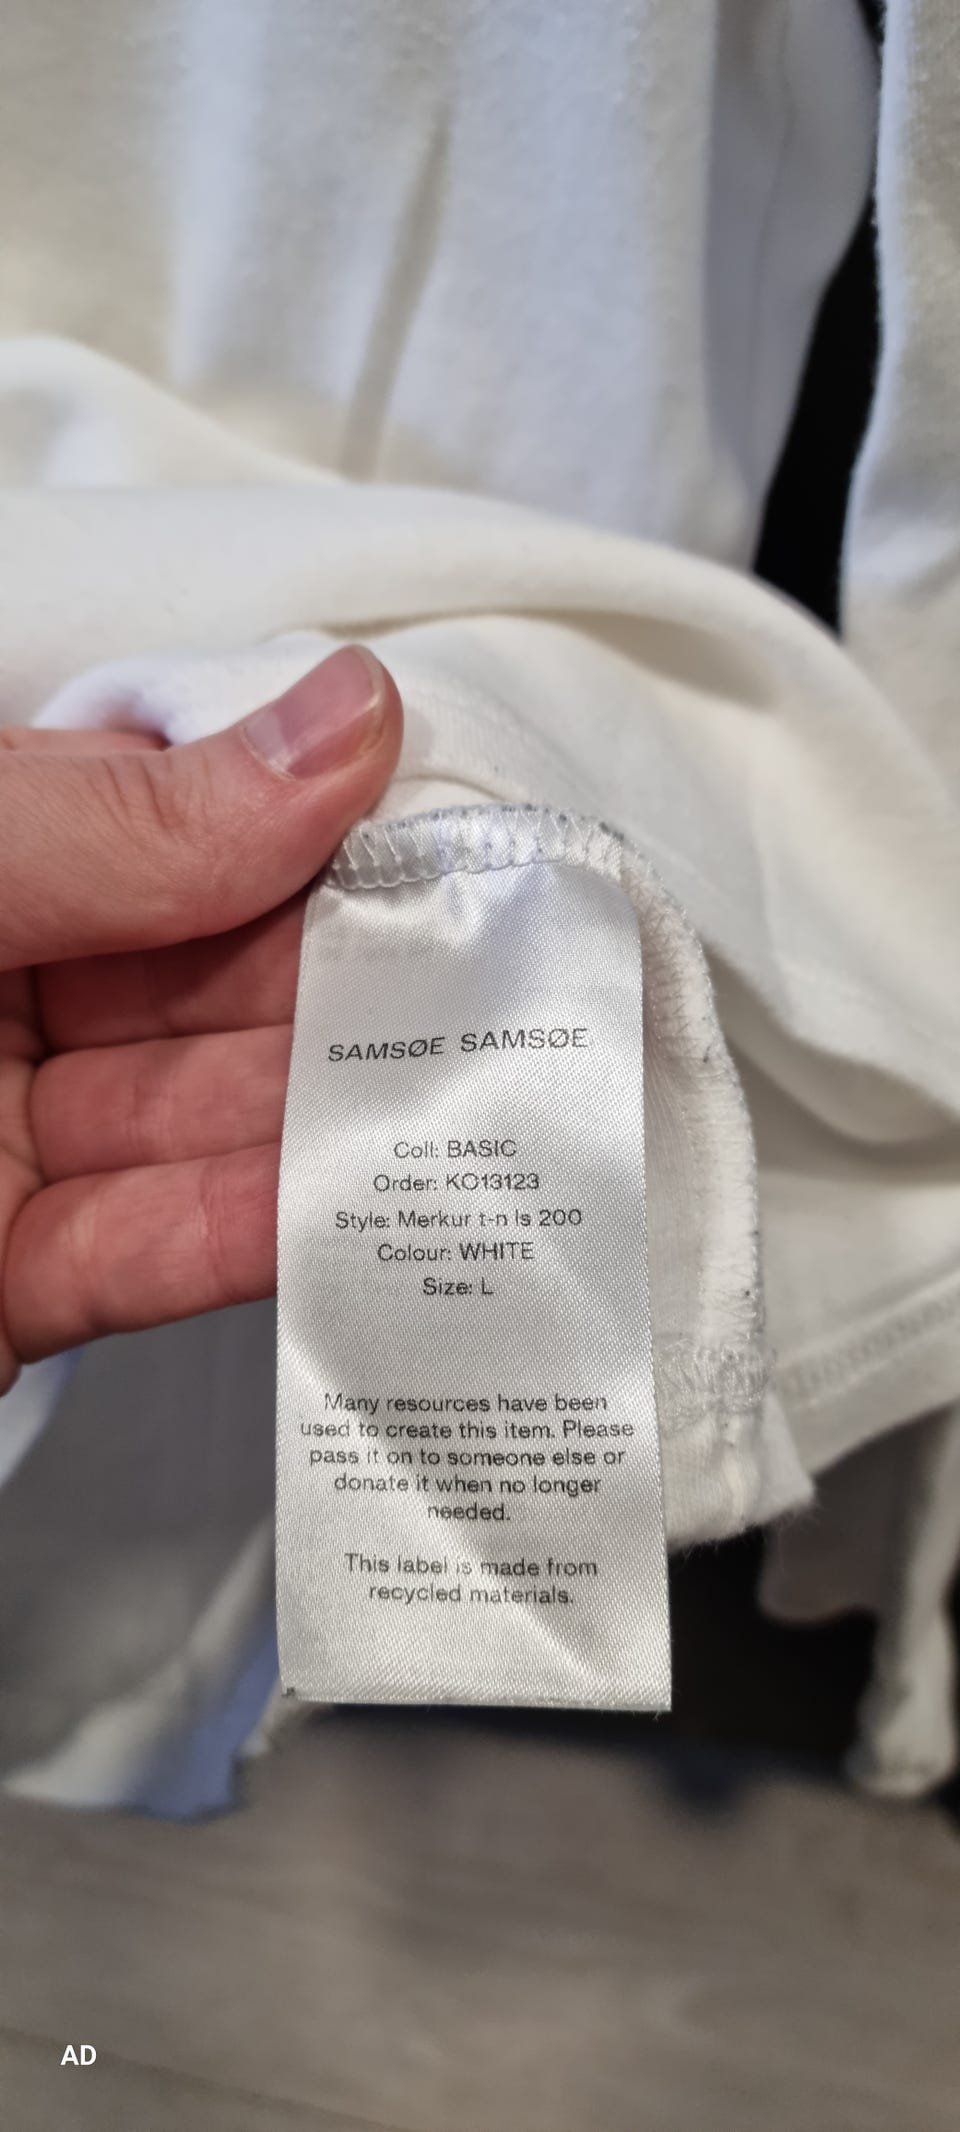 SAMSØE SAMSØE
Coll: BASIC
Order: KO13123
Style: Merkur t-n ls 200
Colour: WHITE
Size: L
Many resources have been
used to create this item. Please
pass it on to someone else or
donate it when no longer
needed.
This label is made from
recycled materials.
AD